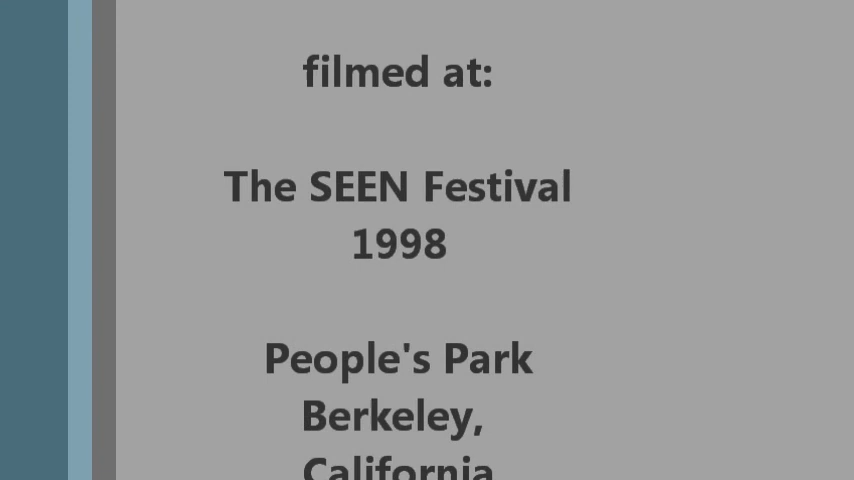 filmed at:
The SEEN Festival
1998
People's Park
Berkeley,
California